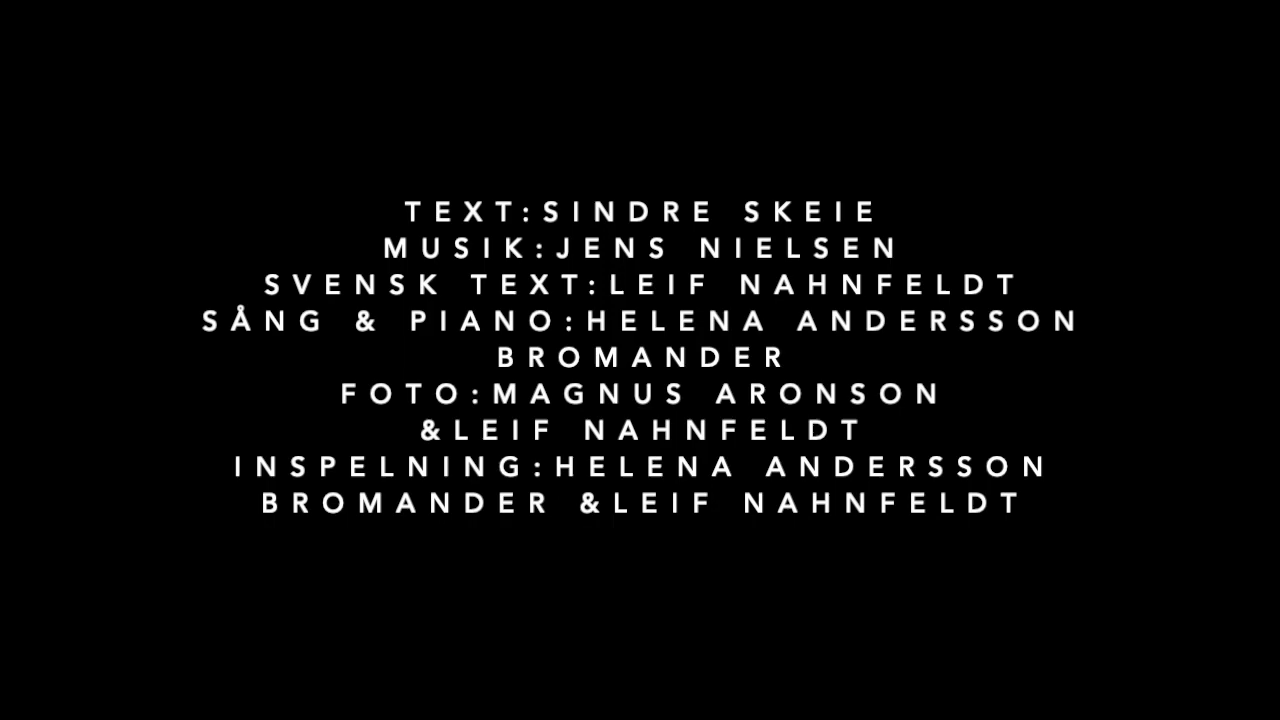 TEXT:SINDRE SKEIE
MUSIK:JENS NIELSEN
SVENSK TEXT:LEIF NAHNFELDT
SÅNG & PIANO:HELENA ANDERSSON
BROMANDER
FOTO:MAGNUS ARONSON
&LEIF NAHNFELDT
INSPELNING:HELENA ANDERSSON
BROMANDER &LEIF NAHNFELDT